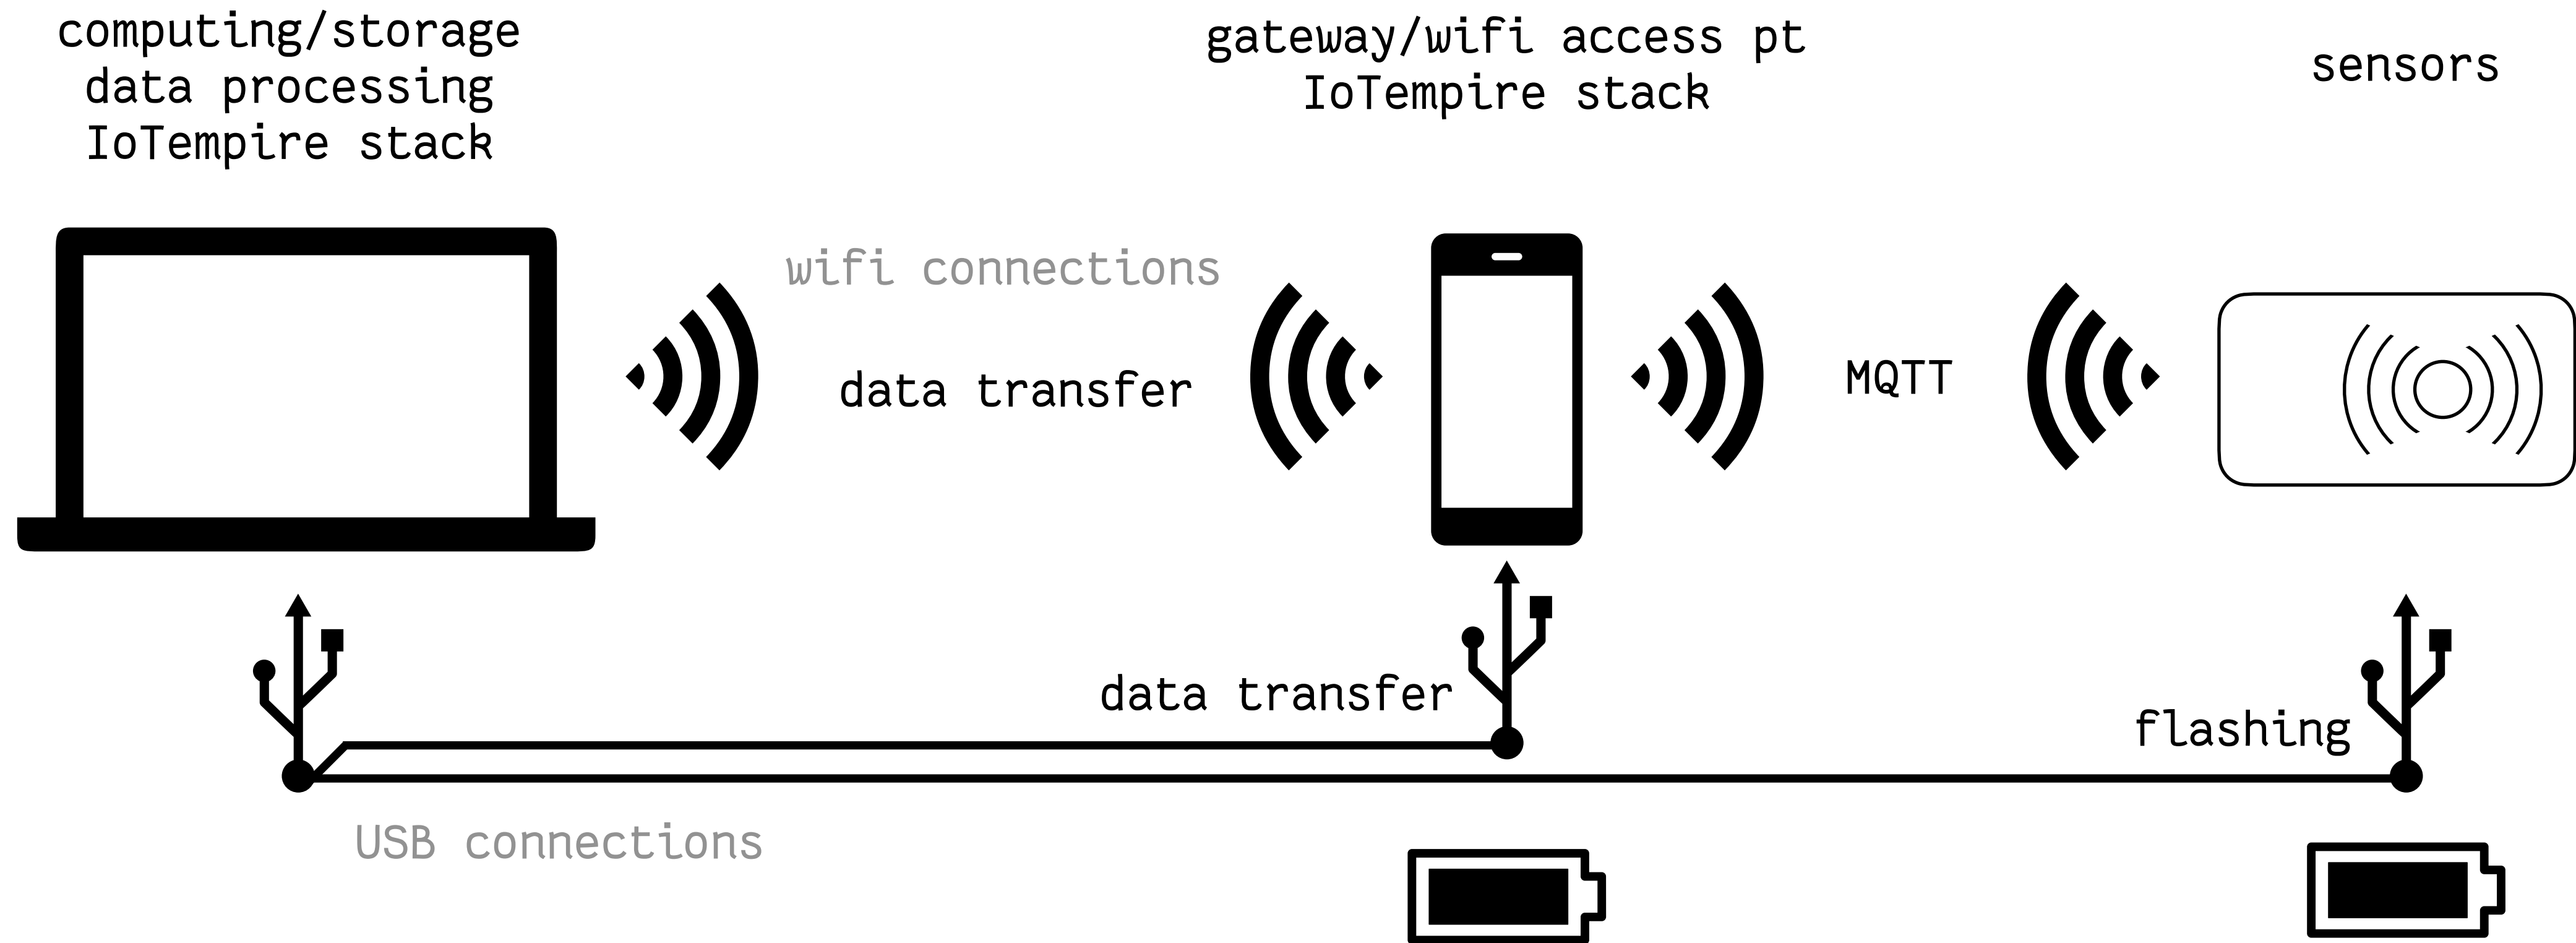 computing/storage
data processing
IoTempire stack
gateway/wifi access pt
IoTempire stack
sensors
wifi connections
data transfer
MQTT
data transfer
flashing
USB connections